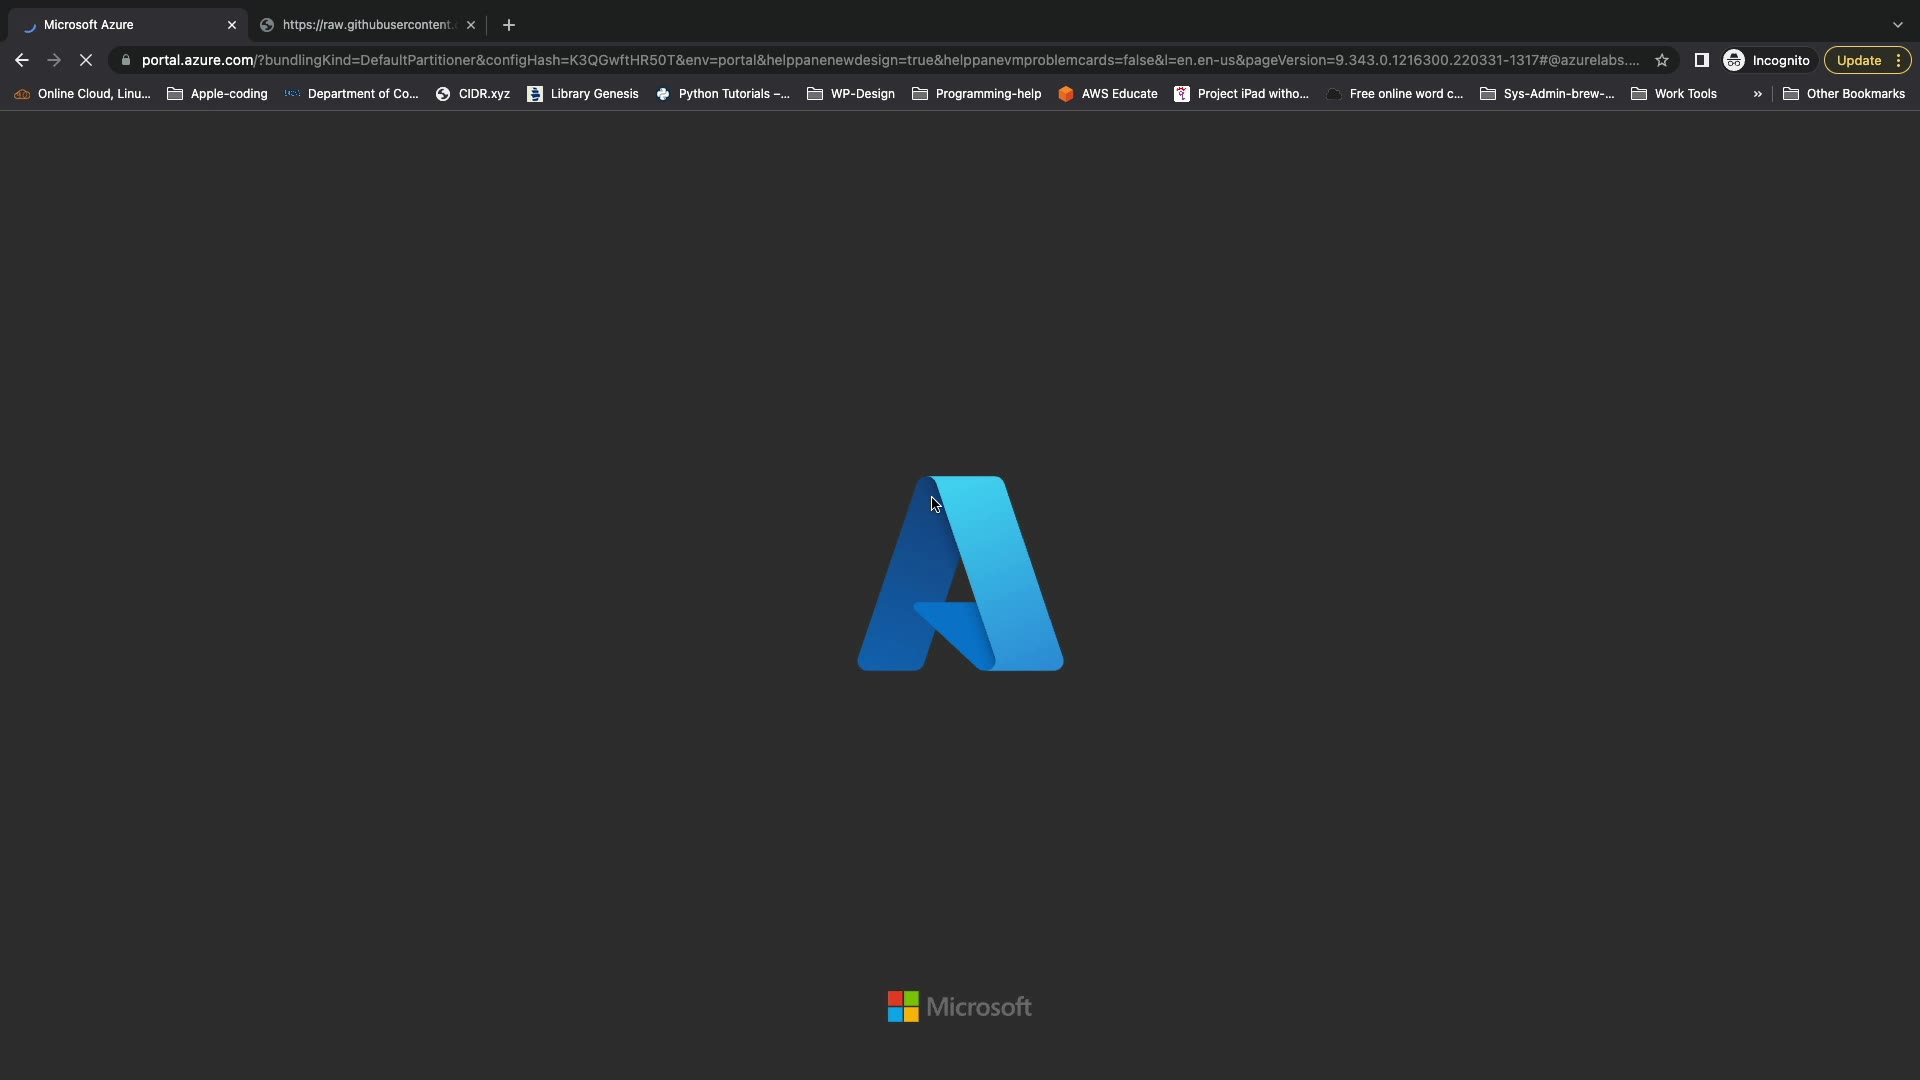 Microsoft Azure
https://raw.githubusercontent.c
portal.azure.com/?bundlingKind=DefaultPartitioner&configHash=K3QGwftHR50T&env=portal&helppanenewdesign=true&helppanevmproblemcards=false&l=en.en-us&pageVersion=9.343.0.1216300.220331-1317#@azurelabs....
Incognito
Update
Online Cloud, Linu...
Apple-coding
Department of Co...
CIDR.xyz
Library Genesis
Python Tutorials –...
WP-Design
Programming-help
AWS Educate
Project iPad witho...
Free online word c...
Sys-Admin-brew-...
Work Tools
»
Other Bookmarks
Microsoft